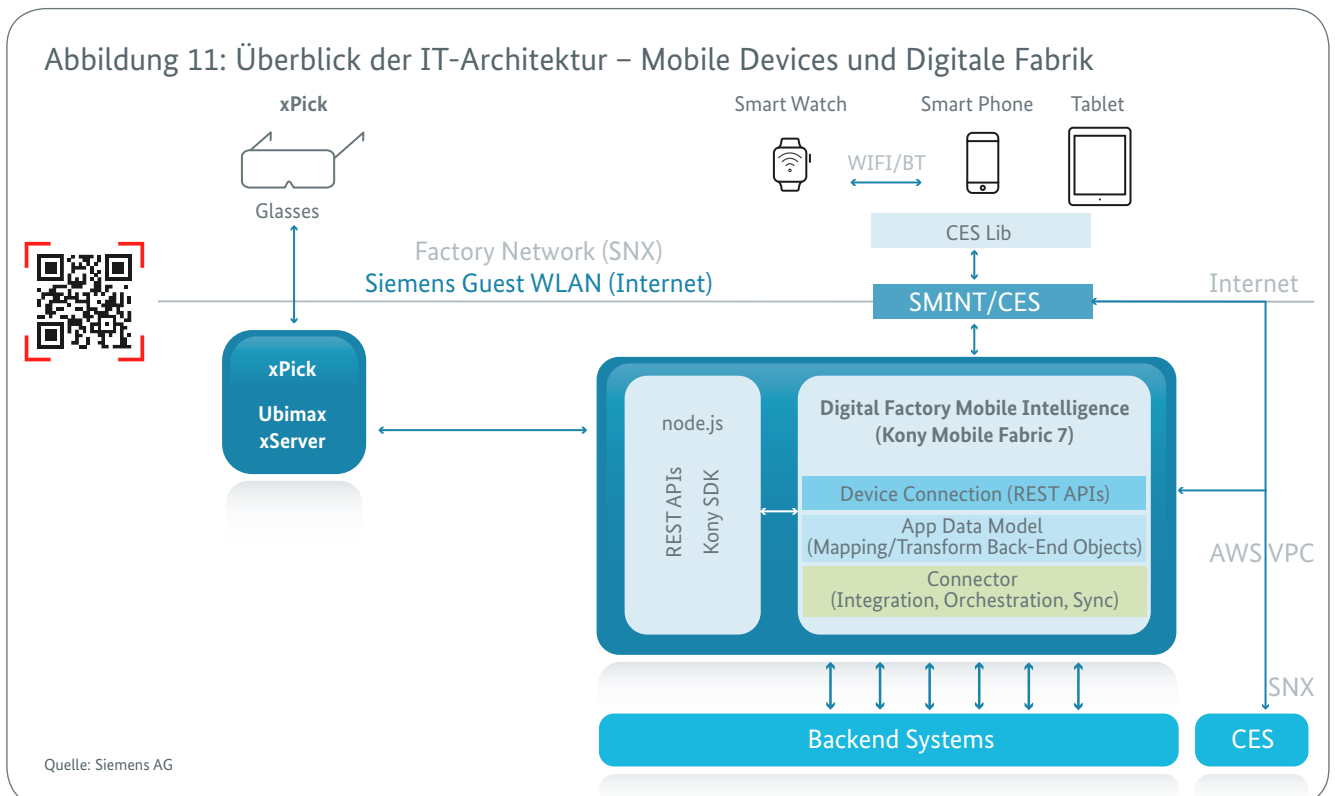 Abbildung 11: Überblick der IT-Architektur – Mobile Devices und Digitale Fabrik
xPick
Glasses
Smart Watch
Smart Phone
Tablet
WIFI/BT
CES Lib
Factory Network (SNX)
Siemens Guest WLAN (Internet)
SMINT/CES
Internet
xPick
Ubimax
xServer
node.js
REST APIs
Kony SDK
Digital Factory Mobile Intelligence
(Kony Mobile Fabric 7)
Device Connection (REST APIs)
App Data Model
(Mapping/Transform Back-End Objects)
Connector
(Integration, Orchestration, Sync)
AWS VPC
SNX
Backend Systems
CES
Quelle: Siemens AG